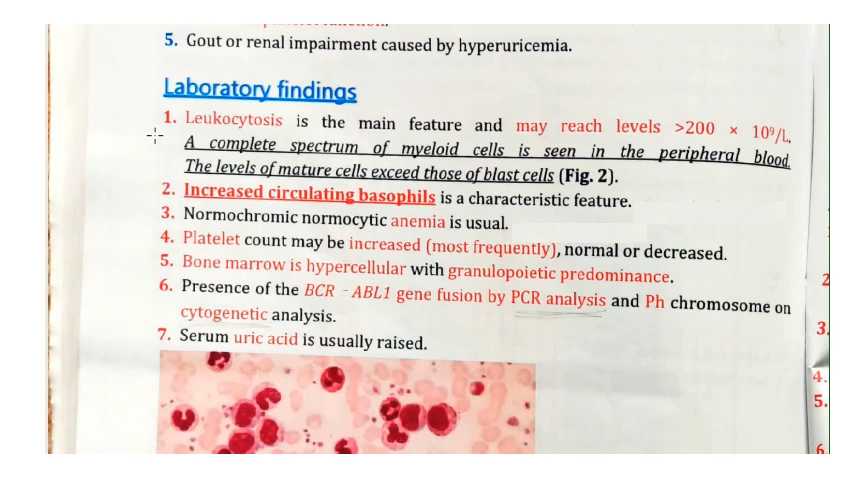 5. Gout or renal impairment caused by hyperuricemia.
Laboratory findings
1. Leukocytosis is the main feature and may reach levels >200 × 10⁹/L.
A complete spectrum of myeloid cells is seen in the peripheral blood.
The levels of mature cells exceed those of blast cells (Fig. 2).
2. Increased circulating basophils is a characteristic feature.
3. Normochromic normocytic anemia is usual.
4. Platelet count may be increased (most frequently), normal or decreased.
5. Bone marrow is hypercellular with granulopoietic predominance.
6. Presence of the BCR - ABL1 gene fusion by PCR analysis and Ph chromosome on
cytogenetic analysis.
7. Serum uric acid is usually raised.
2
3.
4.
5.
6